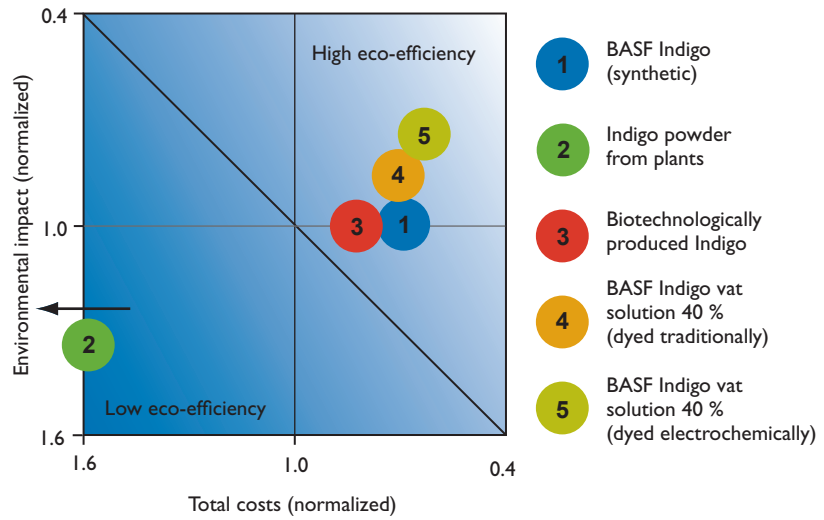 0.4
High eco-efficiency
5
4
Environmental impact (normalized)
1.0
3
1
2
Low eco-efficiency
1.6
1.6
1.0
0.4
Total costs (normalized)
1
BASF Indigo
(synthetic)
2
Indigo powder
from plants
3
Biotechnologically
produced Indigo
4
BASF Indigo vat
solution 40 %
(dyed traditionally)
5
BASF Indigo vat
solution 40 %
(dyed electrochemically)